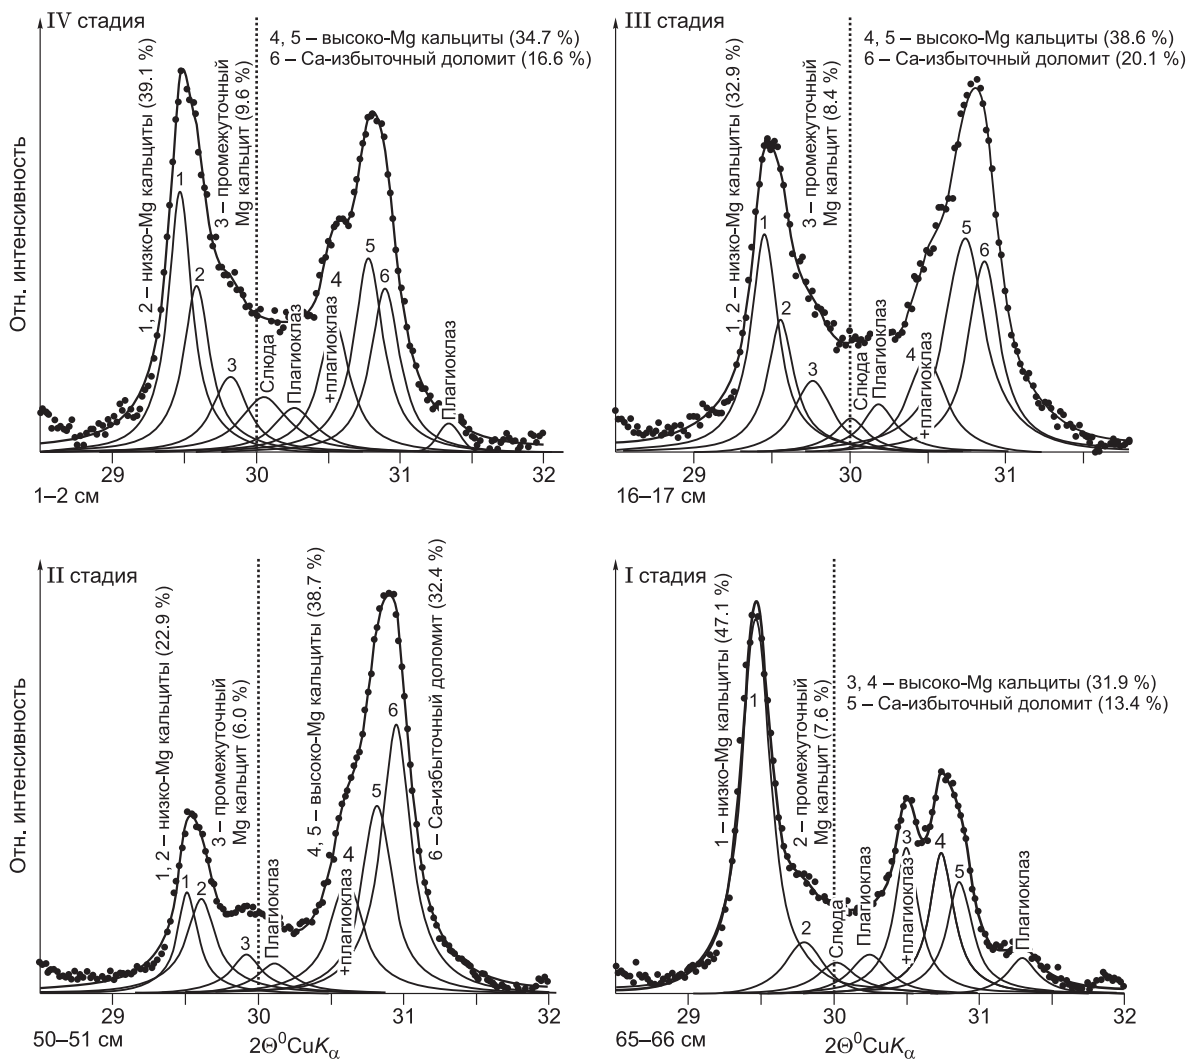 IV стадия
4, 5 – высоко-Mg кальциты (34.7 %)
6 – Ca-избыточный доломит (16.6 %)
Отн. интенсивность
1, 2 – низко-Mg кальциты (39.1 %)
3 – промежуточный
Mg кальцит (9.6 %)
1
2
3
Слюда
Плагиоклаз
4
+плагиоклаз
5
6
Плагиоклаз
29
30
31
32
1–2 см
III стадия
4, 5 – высоко-Mg кальциты (38.6 %)
6 – Ca-избыточный доломит (20.1 %)
1, 2 – низко-Mg кальциты (32.9 %)
3 – промежуточный
Mg кальцит (8.4 %)
1
2
3
Слюда
Плагиоклаз
4
+плагиоклаз
5
6
29
30
31
16–17 см
II стадия
Отн. интенсивность
1, 2 – низко-Mg кальциты (22.9 %)
3 – промежуточный
Mg кальцит (6.0 %)
4, 5 – высоко-Mg кальциты (38.7 %)
6 – Ca-избыточный доломит (32.4 %)
1
2
3
Плагиоклаз
4
+плагиоклаз
5
6
29
30
31
32
50–51 см
2Θ⁰CuKα
I стадия
1 – низко-Mg кальциты (47.1 %)
2 – промежуточный
Mg кальцит (7.6 %)
3, 4 – высоко-Mg кальциты (31.9 %)
5 – Ca-избыточный доломит (13.4 %)
1
2
Слюда
Плагиоклаз
3
+плагиоклаз
4
5
Плагиоклаз
29
30
31
32
65–66 см
2Θ⁰CuKα